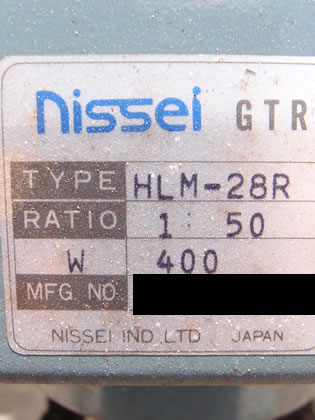 nissei GTR
TYPE HLM-28R
RATIO 1: 50
W 400
MFG NO
NISSEI IND LTD JAPAN